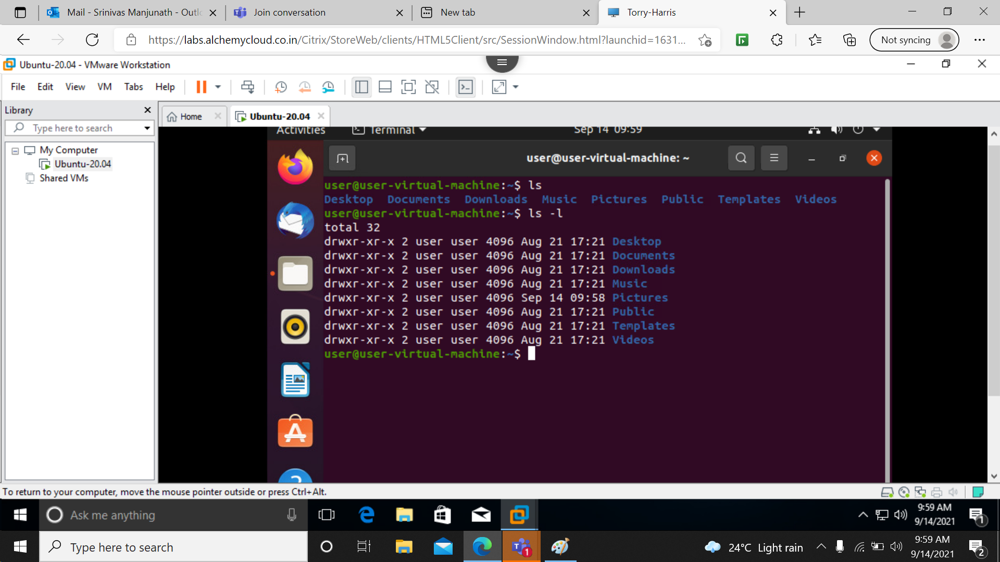 Mail - Srinivas Manjunath - Outlo
Join conversation
New tab
Torry-Harris
https://labs.alchemycloud.co.in/Citrix/StoreWeb/clients/HTML5Client/src/SessionWindow.html?launchid=1631...
Not syncing
Ubuntu-20.04 - VMware Workstation
File Edit View VM Tabs Help
Library
Type here to search
My Computer
Ubuntu-20.04
Shared VMs
Home
Ubuntu-20.04
Activities Terminal Sep 14 09:59
user@user-virtual-machine: ~
user@user-virtual-machine:~$ ls
Desktop Documents Downloads Music Pictures Public Templates Videos
user@user-virtual-machine:~$ ls -l
total 32
drwxr-xr-x 2 user user 4096 Aug 21 17:21 Desktop
drwxr-xr-x 2 user user 4096 Aug 21 17:21 Documents
drwxr-xr-x 2 user user 4096 Aug 21 17:21 Downloads
drwxr-xr-x 2 user user 4096 Aug 21 17:21 Music
drwxr-xr-x 2 user user 4096 Sep 14 09:58 Pictures
drwxr-xr-x 2 user user 4096 Aug 21 17:21 Public
drwxr-xr-x 2 user user 4096 Aug 21 17:21 Templates
drwxr-xr-x 2 user user 4096 Aug 21 17:21 Videos
user@user-virtual-machine:~$
To return to your computer, move the mouse pointer outside or press Ctrl+Alt.
Ask me anything
9:59 AM
9/14/2021
1
Type here to search
1
24°C Light rain
9:59 AM
9/14/2021
2